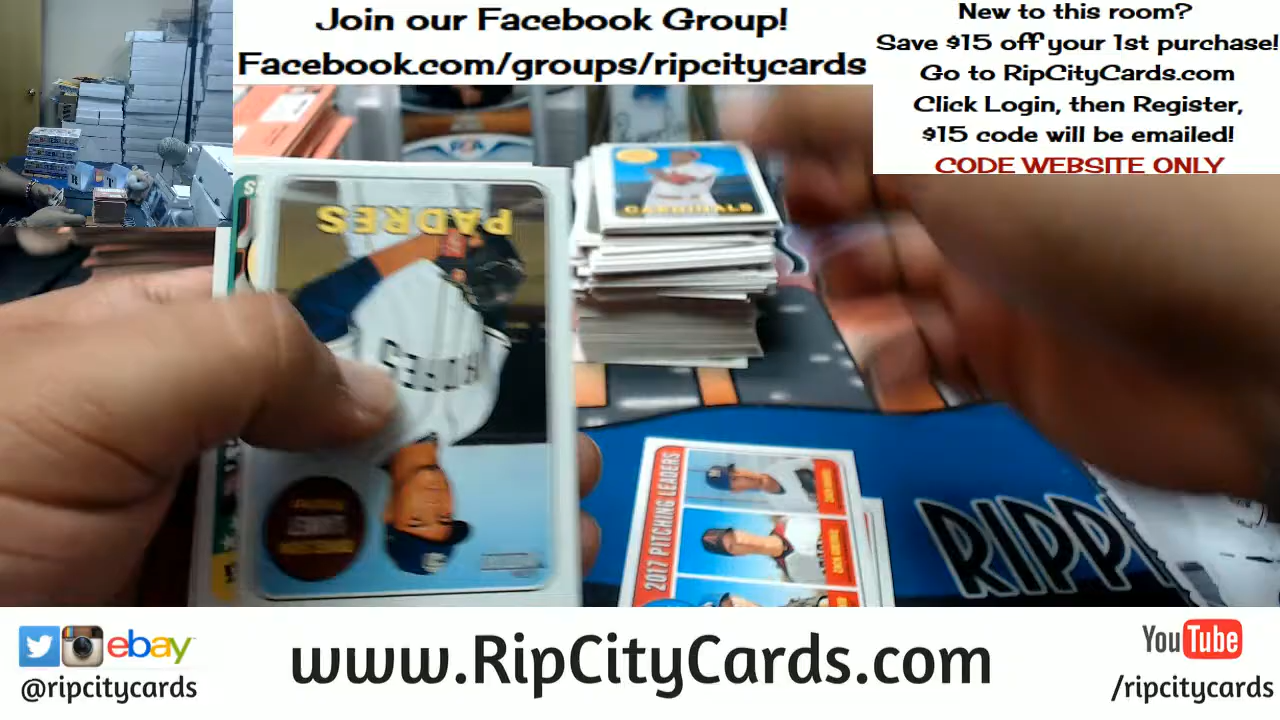 Join our Facebook Group!
Facebook.com/groups/ripcitycards
New to this room?
Save $15 off your 1st purchase!
Go to RipCityCards.com
Click Login, then Register,
$15 code will be emailed!
CODE WEBSITE ONLY
PADRES
CARDINALS
2017 PITCHING LEADERS
RIPP
ebay
@ripcitycards
www.RipCityCards.com
YouTube
/ripcitycards